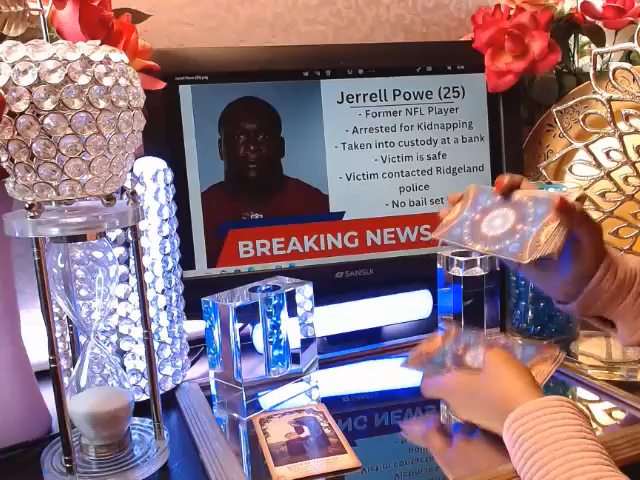 Jerrell Powe (25)
- Former NFL Player
- Arrested for Kidnapping
- Taken into custody at a bank
- Victim is safe
- Victim contacted Ridgeland
police
- No bail set
BREAKING NEWS
SANSUI